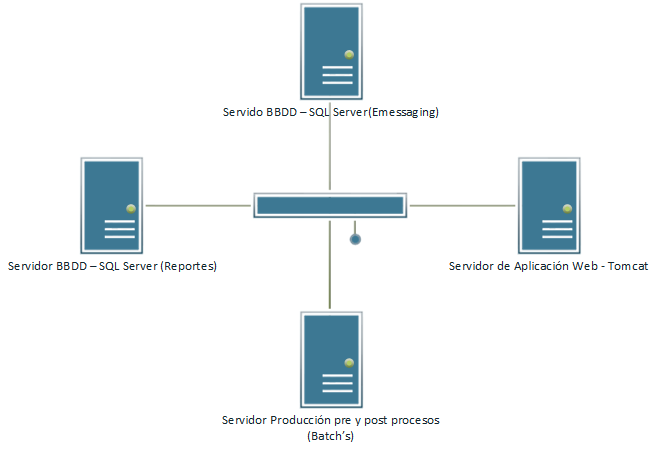 Servido BBDD – SQL Server(Emessaging)
Servidor BBDD – SQL Server (Reportes)
Servidor de Aplicación Web - Tomcat
Servidor Producción pre y post procesos
(Batch’s)